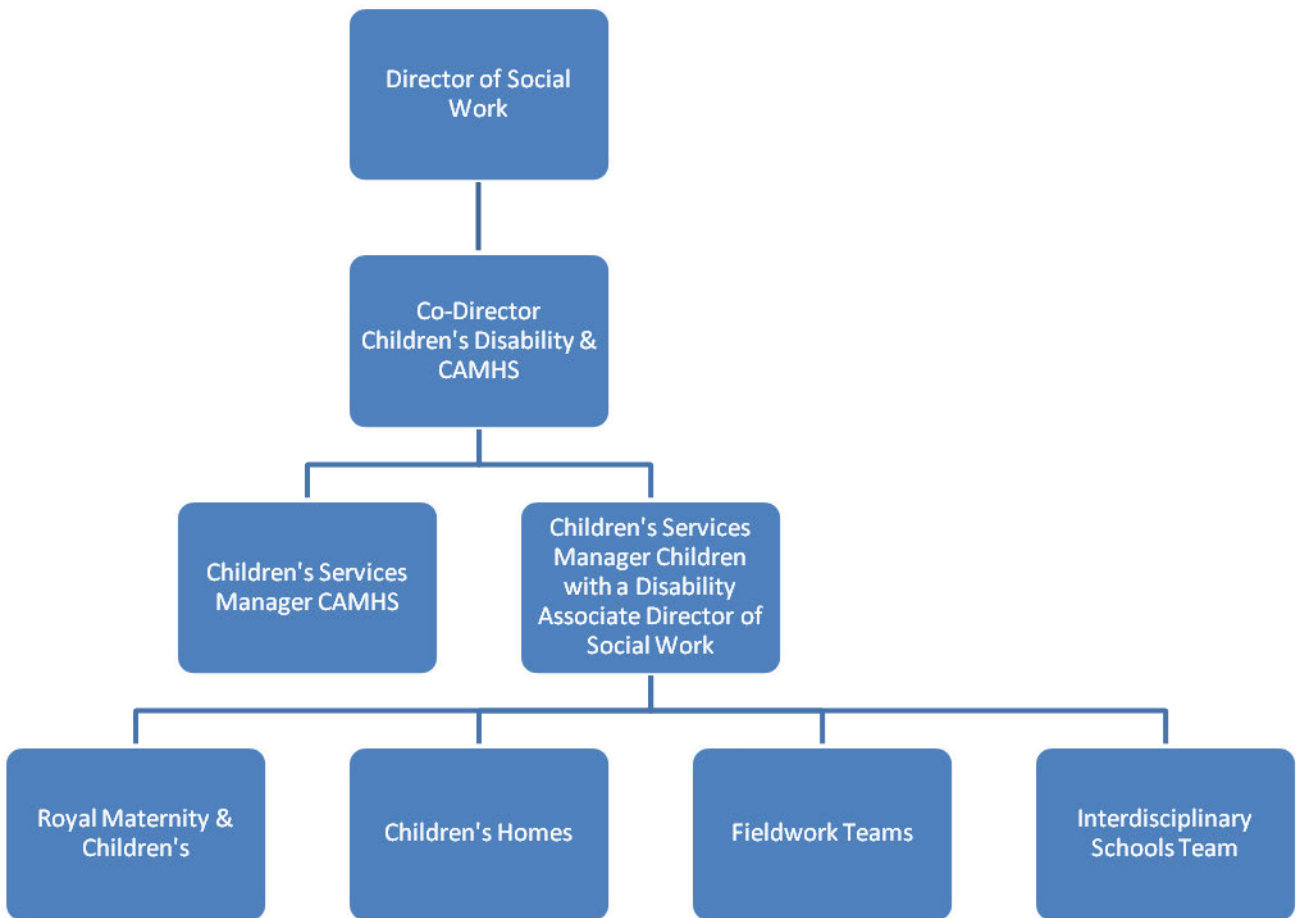 Director of Social
Work
Co-Director
Children's Disability &
CAMHS
Children's Services
Manager CAMHS
Children's Services
Manager Children
with a Disability
Associate Director of
Social Work
Royal Maternity &
Children's
Children's Homes
Fieldwork Teams
Interdisciplinary
Schools Team